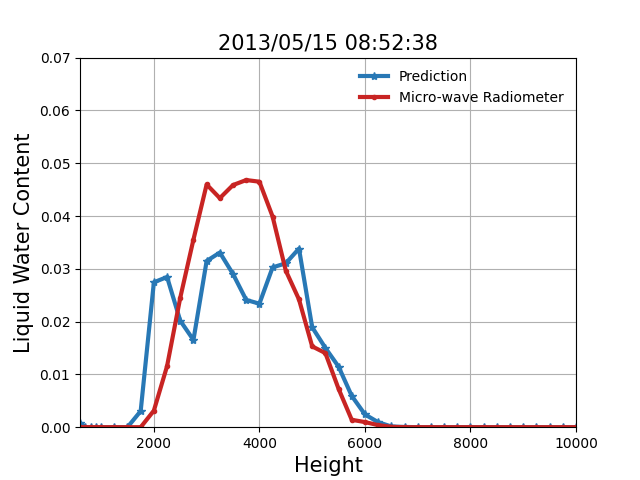 2013/05/15 08:52:38
0.07
0.06
0.05
0.04
0.03
0.02
0.01
0.00
Liquid Water Content
Prediction
Micro-wave Radiometer
2000 4000 6000 8000 10000
Height